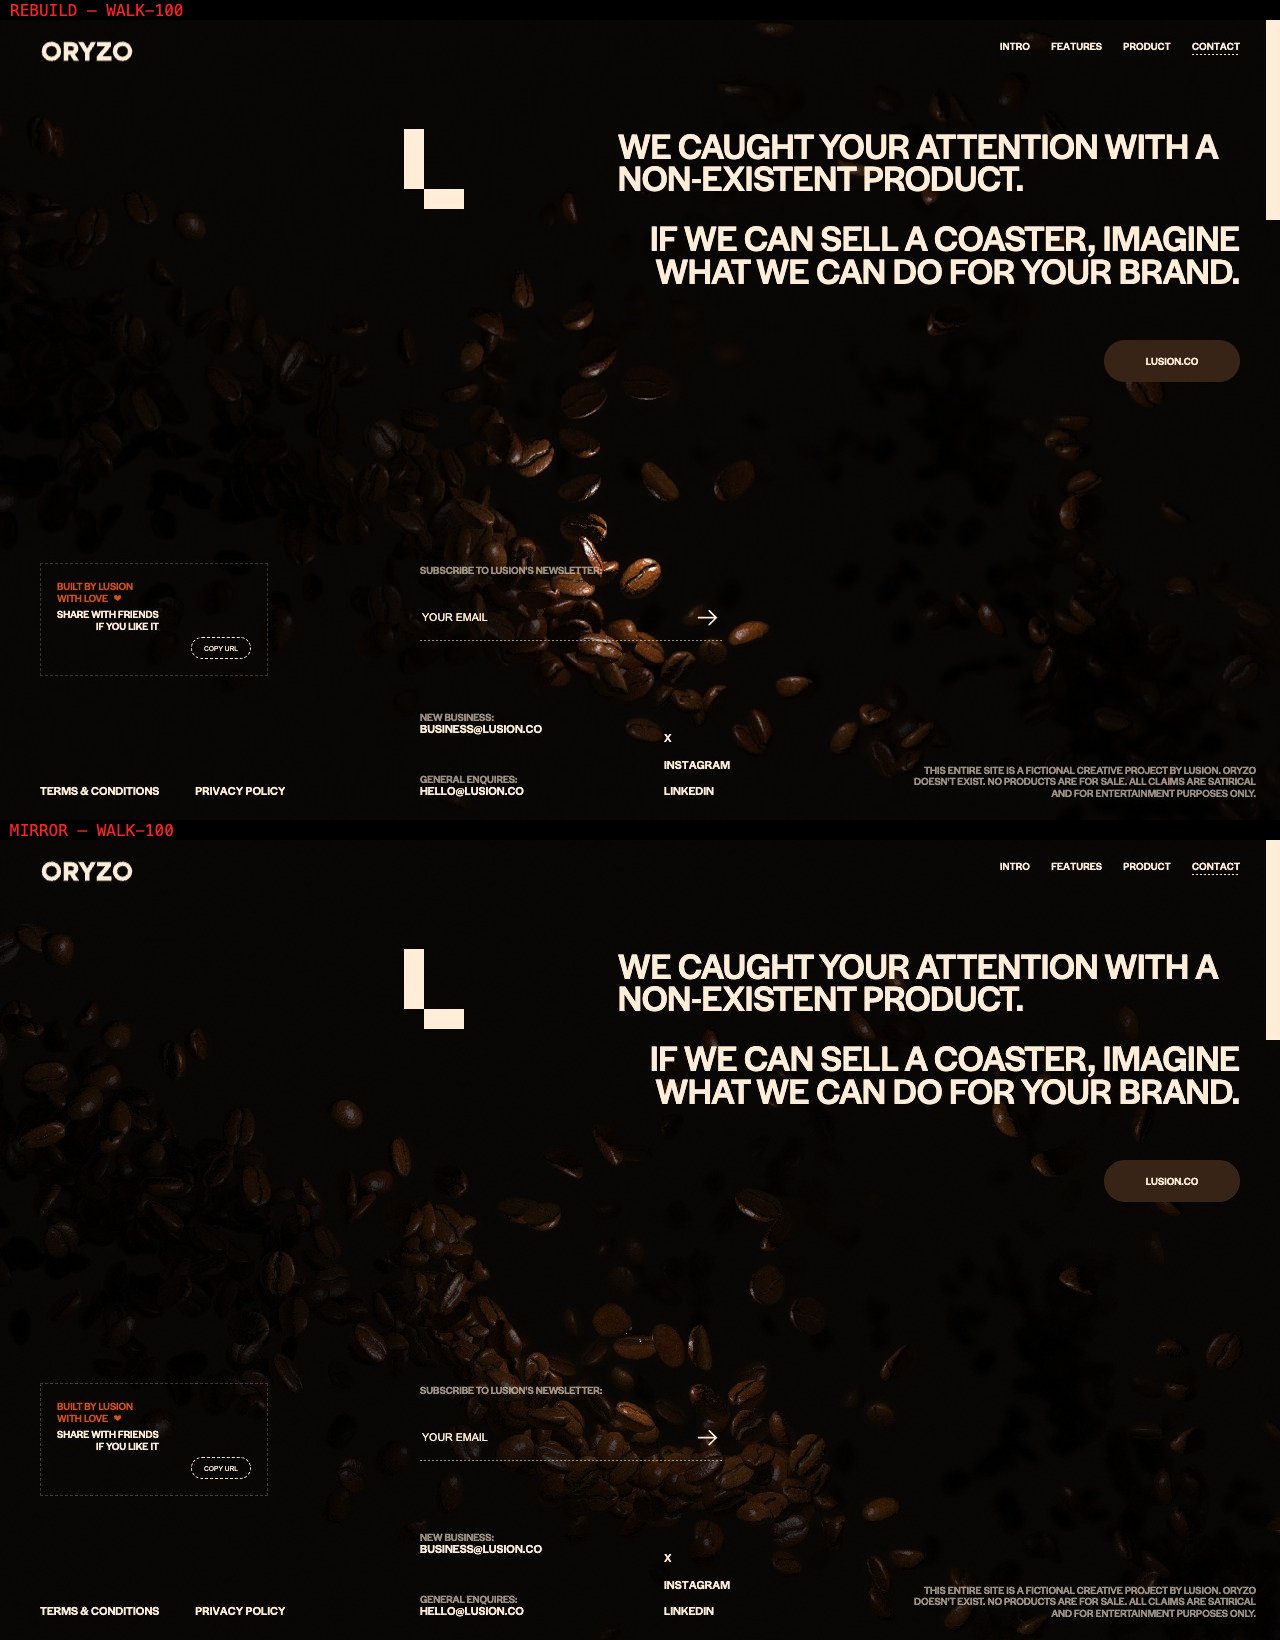 REBUILD — WALK-100
ORYZO
INTRO FEATURES PRODUCT CONTACT
WE CAUGHT YOUR ATTENTION WITH A
NON-EXISTENT PRODUCT.
IF WE CAN SELL A COASTER, IMAGINE
WHAT WE CAN DO FOR YOUR BRAND.
LUSION.CO
BUILT BY LUSION
WITH LOVE ❤
SHARE WITH FRIENDS
IF YOU LIKE IT
COPY URL
SUBSCRIBE TO LUSION'S NEWSLETTER:
YOUR EMAIL
NEW BUSINESS:
BUSINESS@LUSION.CO
GENERAL ENQUIRES:
HELLO@LUSION.CO
X
INSTAGRAM
LINKEDIN
TERMS & CONDITIONS PRIVACY POLICY
THIS ENTIRE SITE IS A FICTIONAL CREATIVE PROJECT BY LUSION. ORYZO
DOESN'T EXIST. NO PRODUCTS ARE FOR SALE. ALL CLAIMS ARE SATIRICAL
AND FOR ENTERTAINMENT PURPOSES ONLY.
MIRROR — WALK-100
ORYZO
INTRO FEATURES PRODUCT CONTACT
WE CAUGHT YOUR ATTENTION WITH A
NON-EXISTENT PRODUCT.
IF WE CAN SELL A COASTER, IMAGINE
WHAT WE CAN DO FOR YOUR BRAND.
LUSION.CO
BUILT BY LUSION
WITH LOVE ❤
SHARE WITH FRIENDS
IF YOU LIKE IT
COPY URL
SUBSCRIBE TO LUSION'S NEWSLETTER:
YOUR EMAIL
NEW BUSINESS:
BUSINESS@LUSION.CO
GENERAL ENQUIRES:
HELLO@LUSION.CO
X
INSTAGRAM
LINKEDIN
TERMS & CONDITIONS PRIVACY POLICY
THIS ENTIRE SITE IS A FICTIONAL CREATIVE PROJECT BY LUSION. ORYZO
DOESN'T EXIST. NO PRODUCTS ARE FOR SALE. ALL CLAIMS ARE SATIRICAL
AND FOR ENTERTAINMENT PURPOSES ONLY.